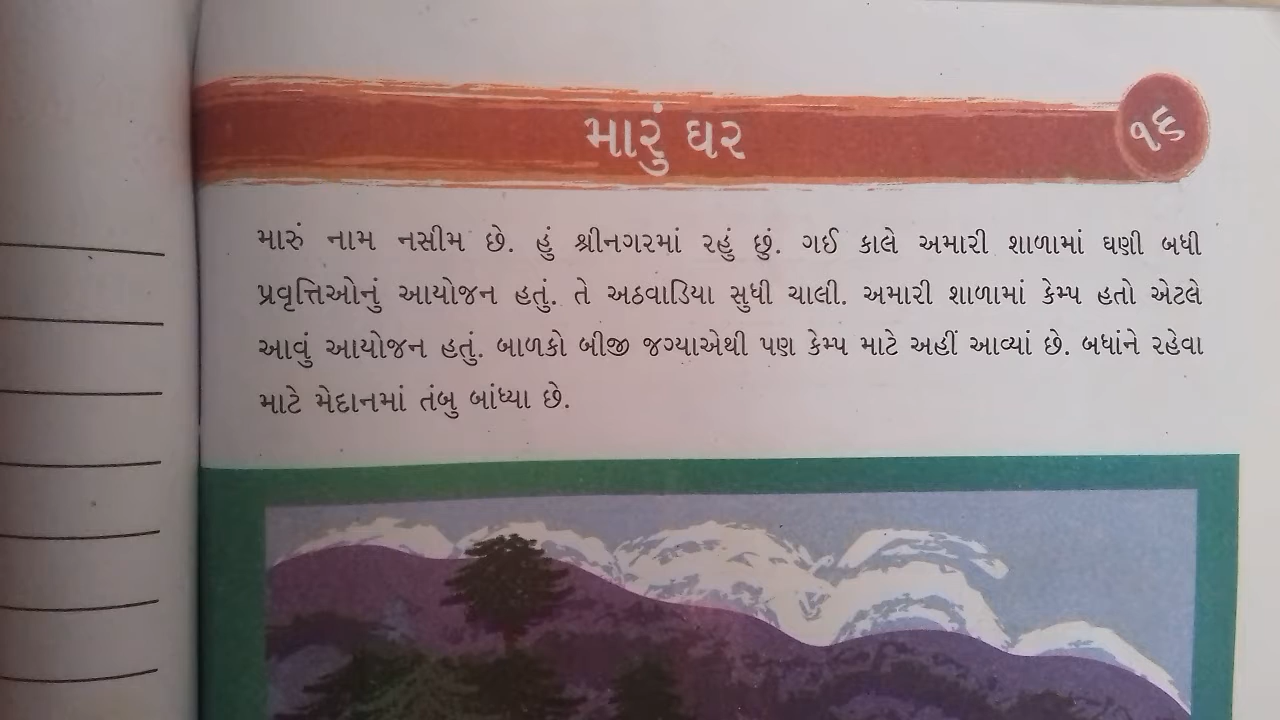 મારું ઘર
૧૬
મારું નામ નસીમ છે. હું શ્રીનગરમાં રહું છું. ગઈ કાલે અમારી શાળામાં ઘણી બધી
પ્રવૃત્તિઓનું આયોજન હતું. તે અઠવાડિયા સુધી ચાલી. અમારી શાળામાં કેમ્પ હતો એટલે
આવું આયોજન હતું. બાળકો બીજી જગ્યાએથી પણ કેમ્પ માટે અહીં આવ્યાં છે. બધાંને રહેવા
માટે મેદાનમાં તંબુ બાંધ્યા છે.